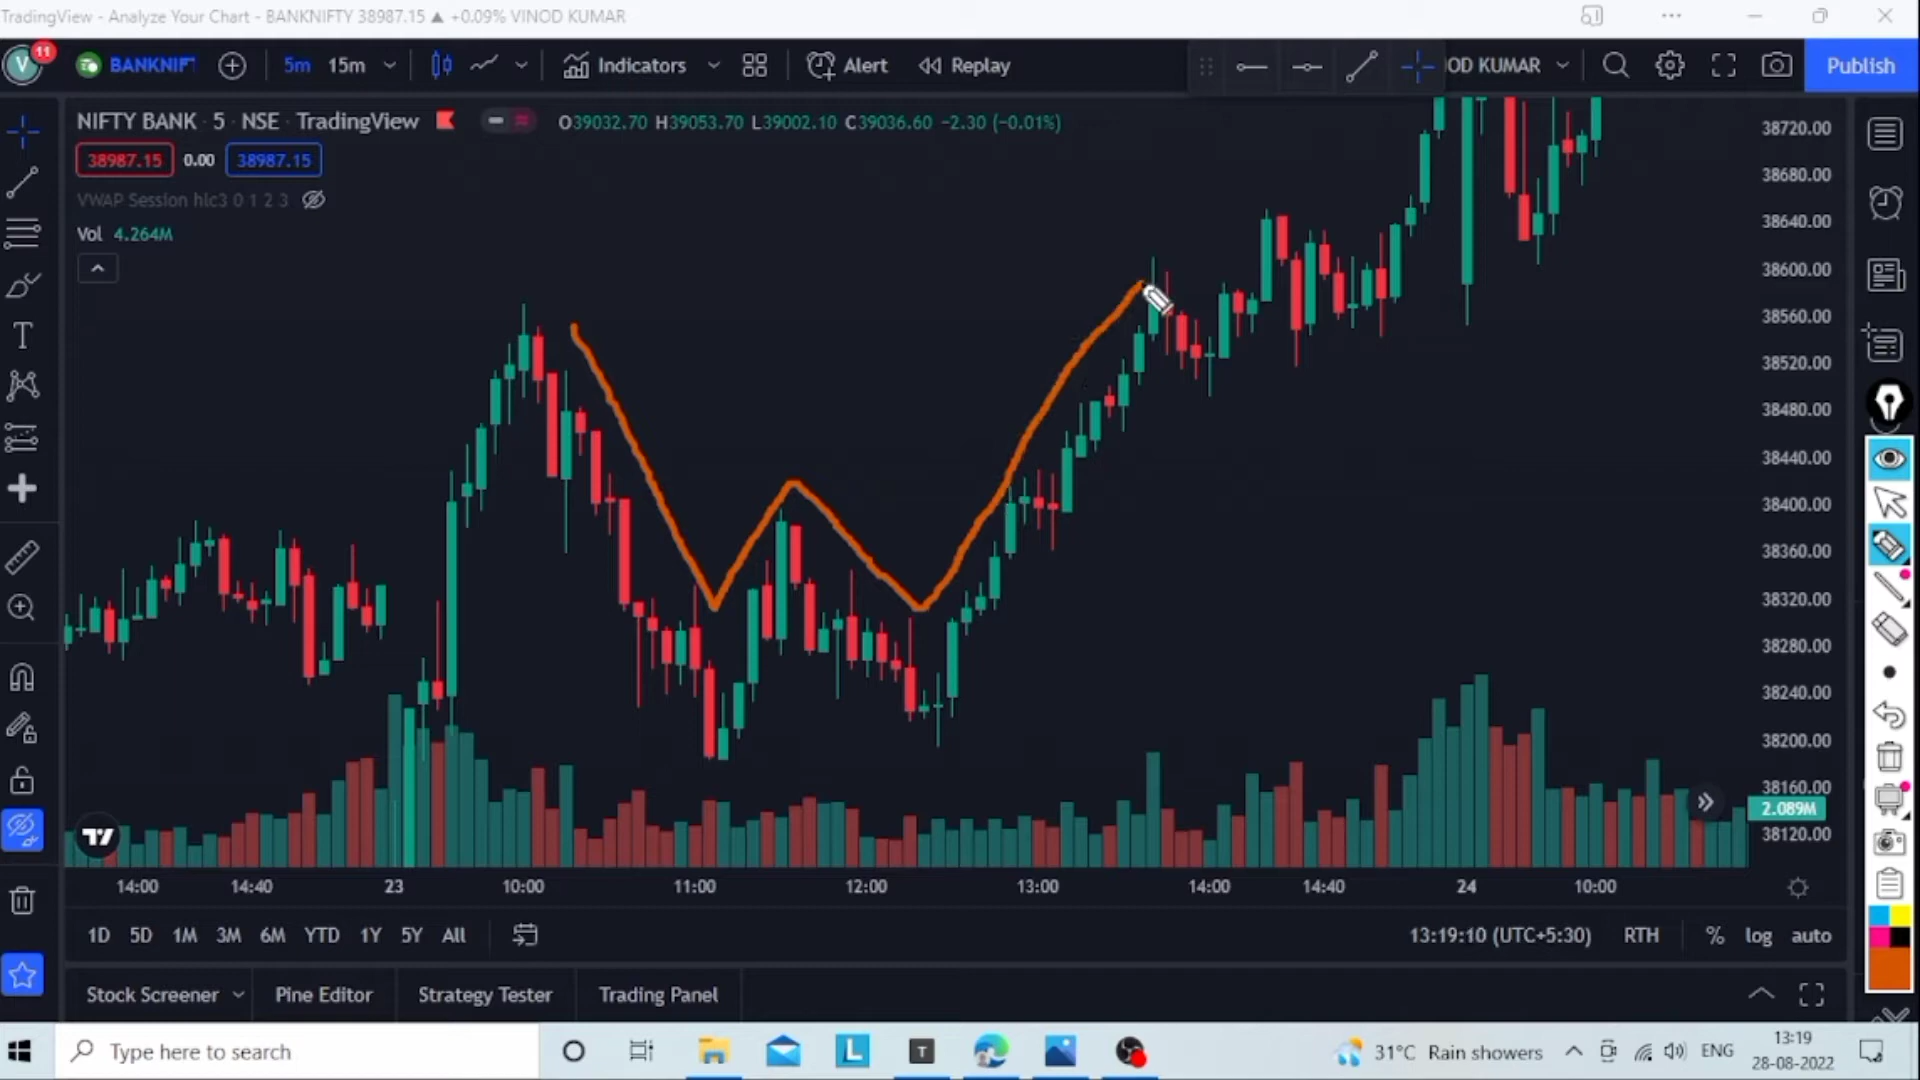 TradingView - Analyze Your Chart - BANKNIFTY 38987.15 ▲ +0.09% VINOD KUMAR
V 11 BANKNIFT 5m 15m Indicators Alert Replay OD KUMAR Publish
NIFTY BANK · 5 · NSE · TradingView O39032.70 H39053.70 L39002.10 C39036.60 −2.30 (−0.01%)
38987.15 0.00 38987.15
VWAP Session hlc3 0 1 2 3
Vol 4.264M
38720.00
38680.00
38640.00
38600.00
38560.00
38520.00
38480.00
38440.00
38400.00
38360.00
38320.00
38280.00
38240.00
38200.00
38160.00
2.089M
38120.00
14:00 14:40 23 10:00 11:00 12:00 13:00 14:00 14:40 24 10:00
1D 5D 1M 3M 6M YTD 1Y 5Y All 13:19:10 (UTC+5:30) RTH % log auto
Stock Screener Pine Editor Strategy Tester Trading Panel
Type here to search L T 31°C Rain showers ENG 13:19
28-08-2022